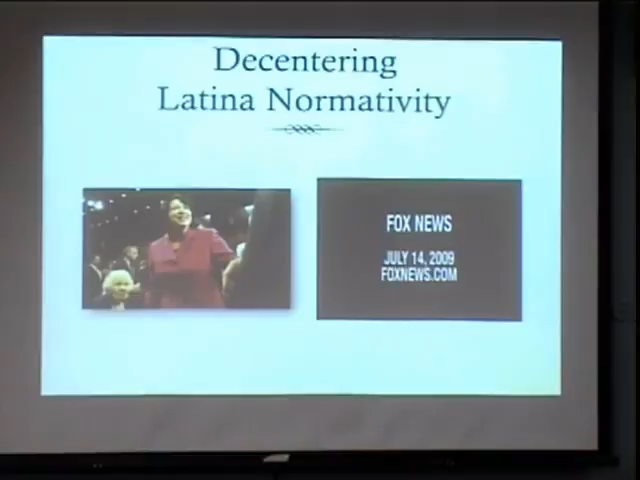 Decentering
Latina Normativity
FOX NEWS
JULY 14, 2009
FOXNEWS.COM